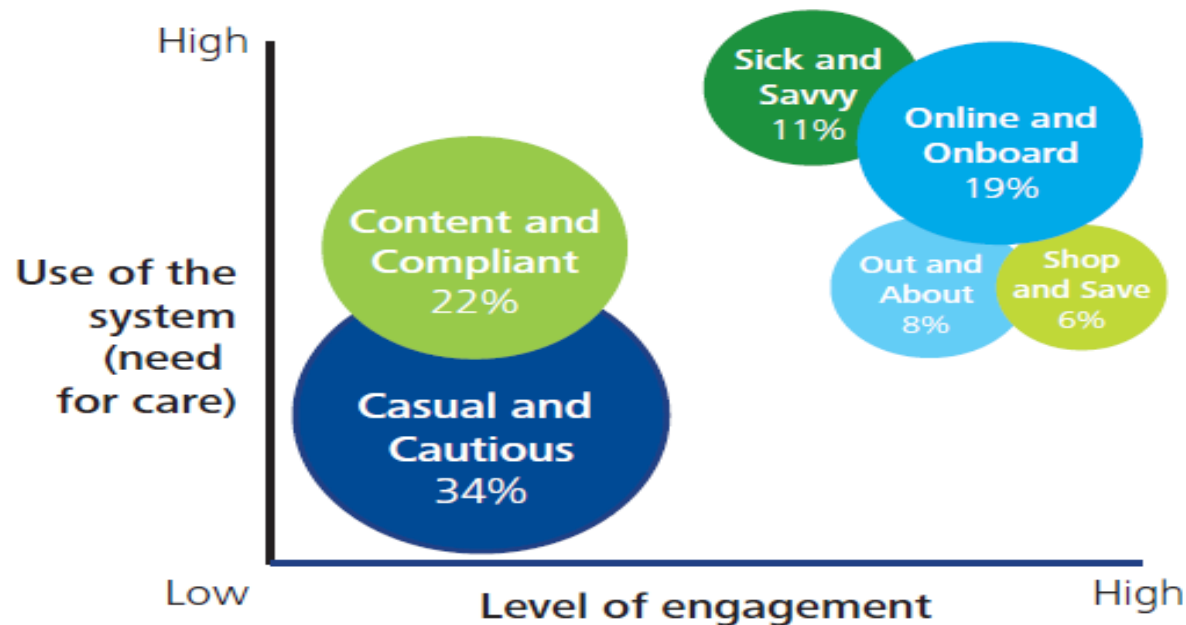 High
Use of the
system
(need
for care)
Low
Level of engagement
High
Sick and
Savvy
11%
Online and
Onboard
19%
Content and
Compliant
22%
Out and
About
8%
Shop
and Save
6%
Casual and
Cautious
34%